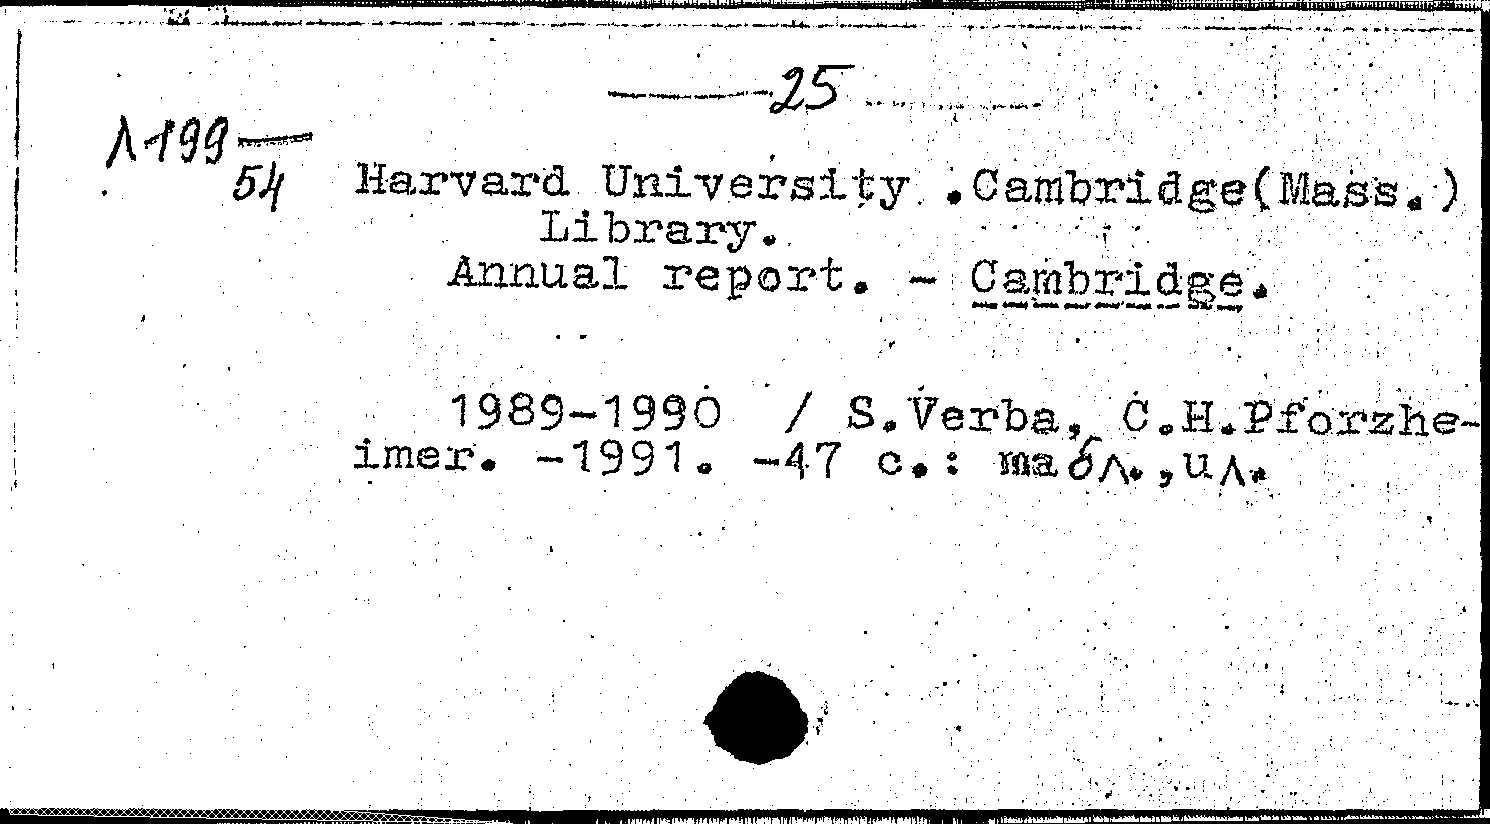 25
Л199—
54
Harvard University .Cambridge(Mass.)
Library.
Annual report. - Cambridge.
1989-1990 / S.Verba, C.H.Pforzhe-
imer. -1991. -47 c.: maбл.,ил.